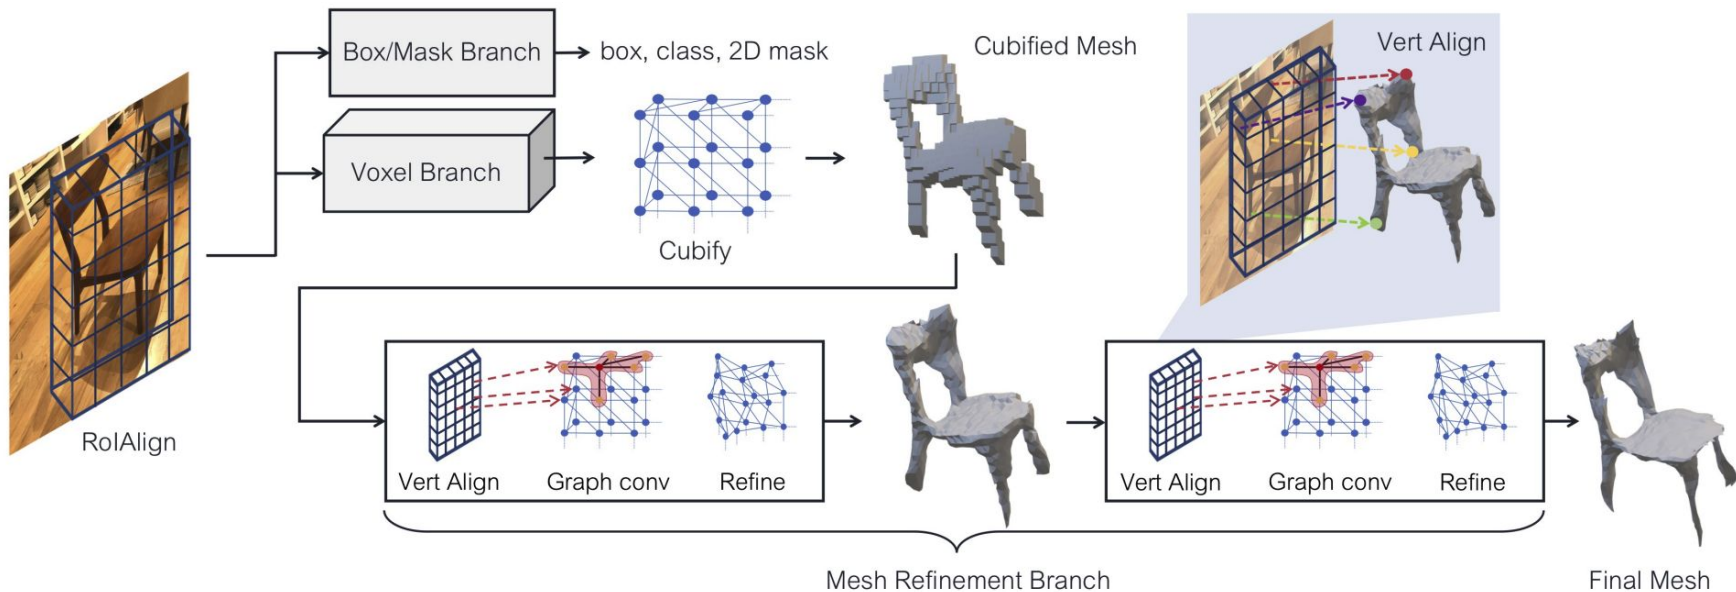 Box/Mask Branch
box, class, 2D mask
Cubified Mesh
Vert Align
Voxel Branch
Cubify
RoIAlign
Vert Align
Graph conv
Refine
Vert Align
Graph conv
Refine
Mesh Refinement Branch
Final Mesh